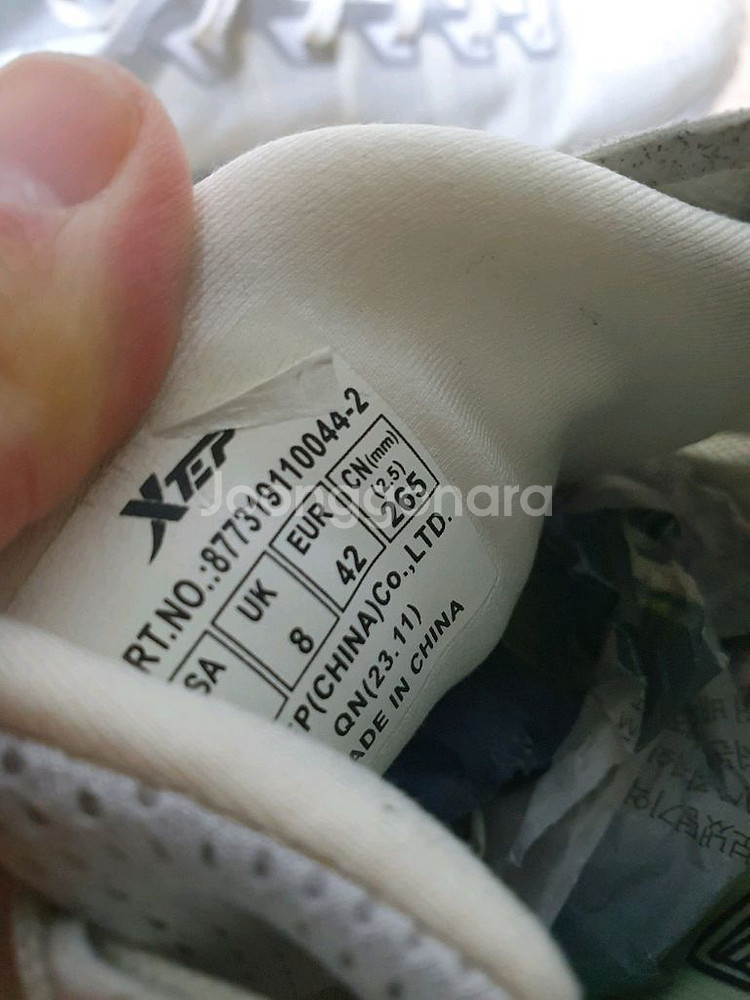 XTEP
RT.NO.:877319110044-2
SA UK EUR CN(mm)
8 42 (2.5) 265
P(CHINA)Co.,LTD.
QN(23.11)
ADE IN CHINA
Joonggonara